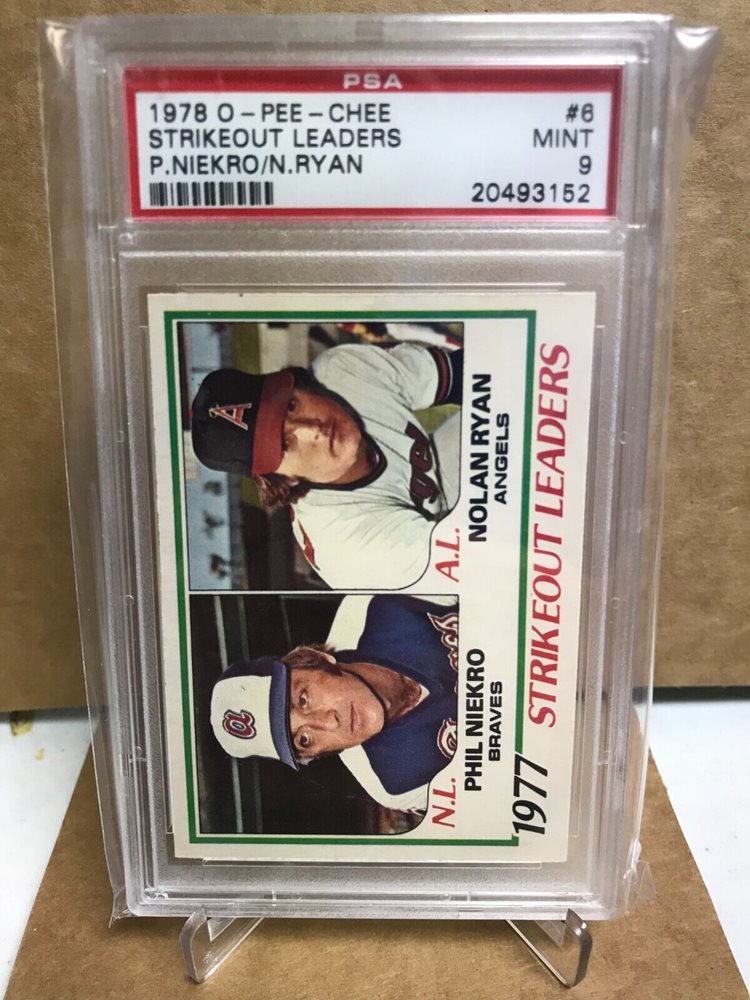 PSA
1978 O-PEE-CHEE #6
STRIKEOUT LEADERS MINT
P.NIEKRO/N.RYAN 9
20493152
A
gel
a
N.L.
PHIL NIEKRO
BRAVES
A.L.
NOLAN RYAN
ANGELS
1977 STRIKEOUT LEADERS